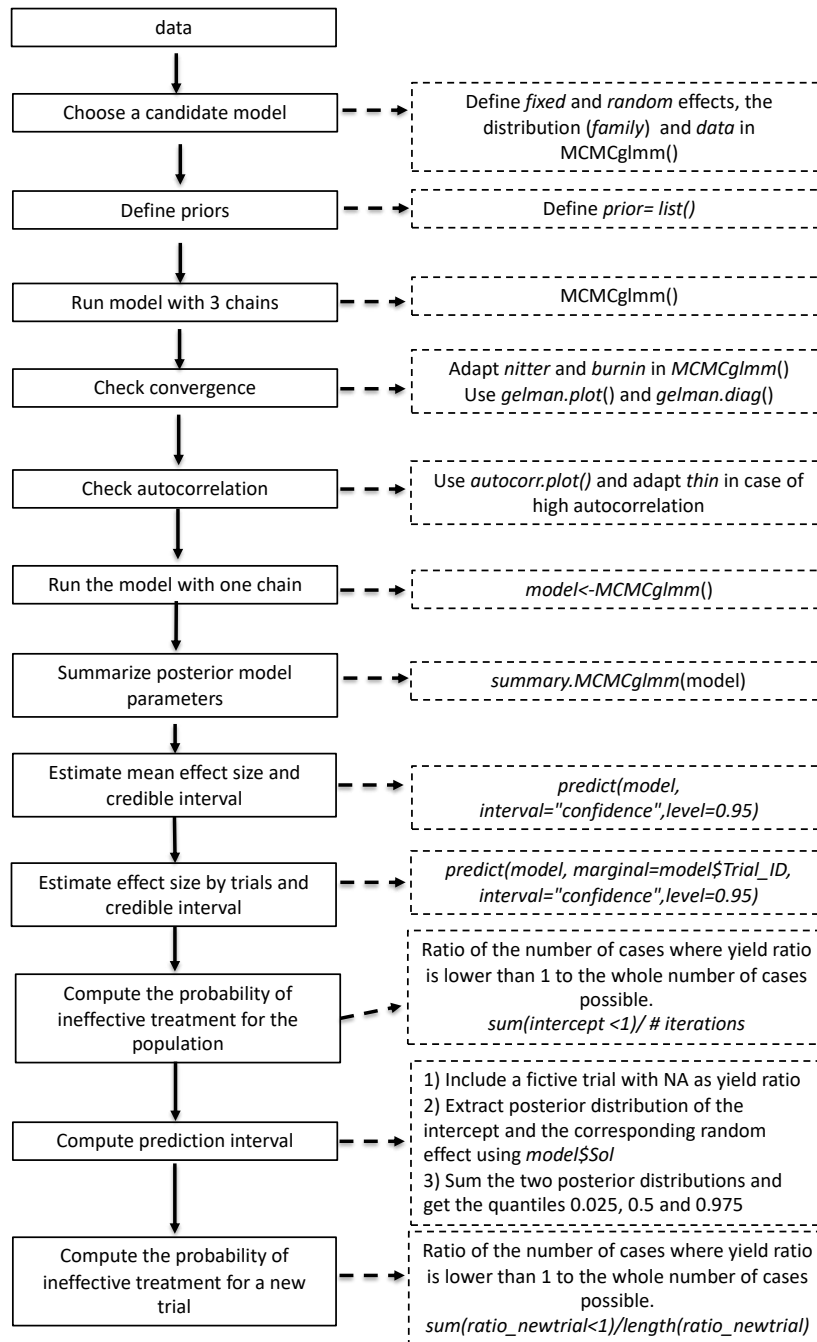 data
Choose a candidate model
Define fixed and random effects, the
distribution (family) and data in
MCMCglmm()
Define priors
Define prior= list()
Run model with 3 chains
MCMCglmm()
Check convergence
Adapt nitter and burnin in MCMCglmm()
Use gelman.plot() and gelman.diag()
Check autocorrelation
Use autocorr.plot() and adapt thin in case of
high autocorrelation
Run the model with one chain
model<-MCMCglmm()
Summarize posterior model
parameters
summary.MCMCglmm(model)
Estimate mean effect size and
credible interval
predict(model,
interval="confidence",level=0.95)
Estimate effect size by trials and
credible interval
predict(model, marginal=model$Trial_ID,
interval="confidence",level=0.95)
Compute the probability of
ineffective treatment for the
population
Ratio of the number of cases where yield ratio
is lower than 1 to the whole number of cases
possible.
sum(intercept <1)/ # iterations
Compute prediction interval
1) Include a fictive trial with NA as yield ratio
2) Extract posterior distribution of the
intercept and the corresponding random
effect using model$Sol
3) Sum the two posterior distributions and
get the quantiles 0.025, 0.5 and 0.975
Compute the probability of
ineffective treatment for a new
trial
Ratio of the number of cases where yield ratio
is lower than 1 to the whole number of cases
possible.
sum(ratio_newtrial<1)/length(ratio_newtrial)